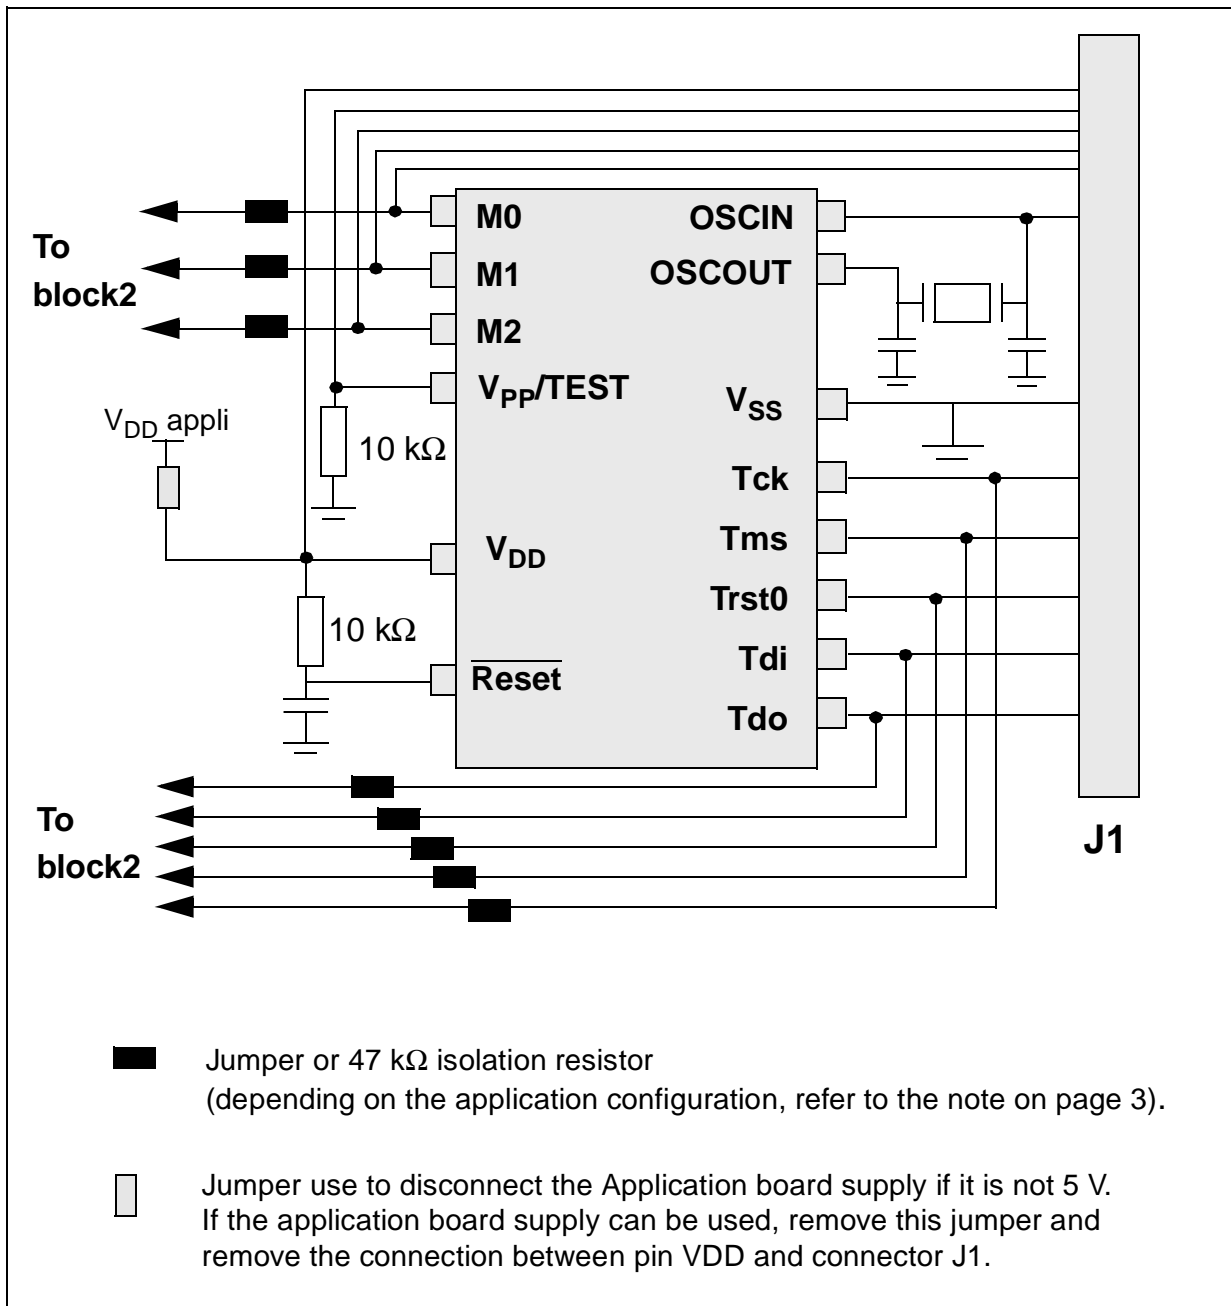 M0
OSCIN
To
block2
M1
OSCOUT
M2
VPP/TEST
VSS
VDD appli
10 kΩ
Tck
Tms
VDD
Trst0
10 kΩ
Tdi
Reset
Tdo
To
block2
J1
Jumper or 47 kΩ isolation resistor
(depending on the application configuration, refer to the note on page 3).
Jumper use to disconnect the Application board supply if it is not 5 V.
If the application board supply can be used, remove this jumper and
remove the connection between pin VDD and connector J1.